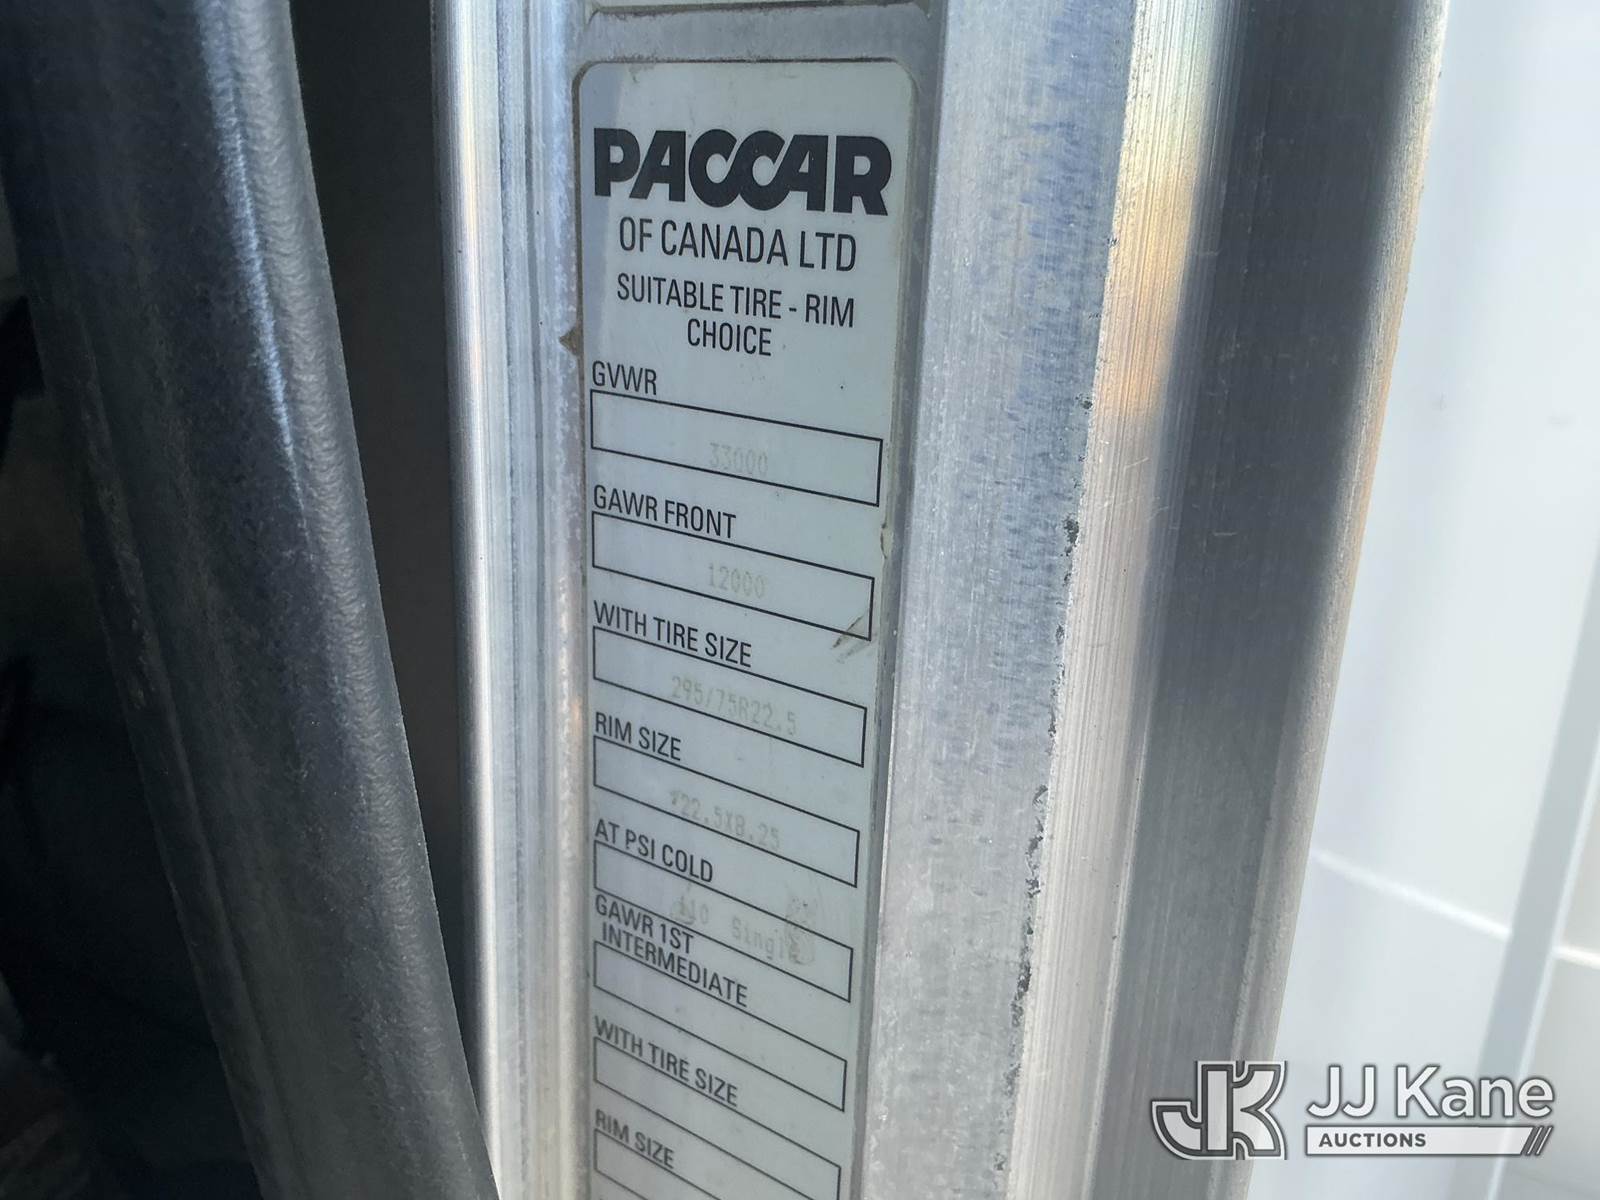 PACCAR
OF CANADA LTD
SUITABLE TIRE - RIM
CHOICE
GVWR
33000
GAWR FRONT
12000
WITH TIRE SIZE
295/75R22.5
RIM SIZE
22.5X8.25
AT PSI COLD
110 Single
GAWR 1ST
INTERMEDIATE
WITH TIRE SIZE
RIM SIZE
JK JJ Kane
AUCTIONS